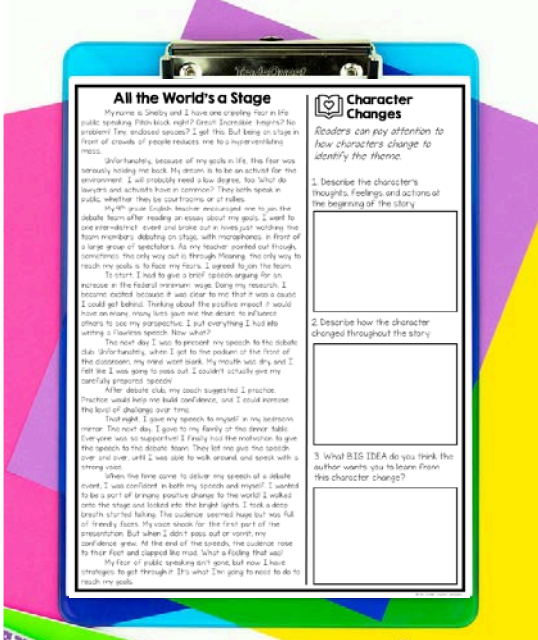 All the World's a Stage
My name is Shelby and I have one crippling fear in life:
public speaking. Pitch black night? Great! Incredible heights? No
problem! Tiny, enclosed spaces? I got this. But being on stage in
front of crowds of people reduces me to a hyperventilating
mess.
Unfortunately, because of my goals in life, this fear was
seriously holding me back. My dream is to be an activist for the
environment. I will probably need a law degree, too. What do
lawyers and activists have in common? They both speak in
public, whether they be courtrooms or at rallies.
My 9th grade English teacher encouraged me to join the
debate team after reading an essay about my goals. I went to
one inter-district event and broke out in hives just watching the
team members debating on stage, with microphones, in front of
a large group of spectators. As my teacher pointed out though,
sometimes the only way out is through. Meaning, the only way to
reach my goals is to face my fears. I agreed to join the team.
To start, I had to give a brief speech arguing for an
increase in the federal minimum wage. Doing my research, I
became excited because it was clear to me that it was a cause
I could get behind. Thinking about the positive impact it would
have on many, many lives gave me the desire to influence
others to see my perspective. I put everything I had into
writing a flawless speech. Now what?
The next day I was to present my speech to the debate
club. Unfortunately, when I got to the podium at the front of
the classroom, my mind went blank. My mouth was dry and I
felt like I was going to pass out. I couldn't actually give my
carefully prepared speech!
After debate club, my coach suggested I practice.
Practice would help me build confidence, and I could increase
the level of challenge over time.
That night, I gave my speech to myself in my bedroom
mirror. The next day, I gave to my family at the dinner table.
Everyone was so supportive! I finally had the motivation to give
the speech to the debate team. They let me give the speech
over and over, until I was able to walk around, and speak with a
strong voice.
When the time came to deliver my speech at a debate
event, I was confident in both my speech and myself. I wanted
to be a part of bringing positive change to the world! I walked
onto the stage and looked into the bright lights. I took a deep
breath started talking. The audience seemed huge but was full
of friendly faces. My voice shook for the first part of the
presentation. But when I didn't pass out or vomit, my
confidence grew. At the end of the speech, the audience rose
to their feet and clapped like mad. What a feeling that was!
My fear of public speaking isn't gone, but now I have
strategies to get through it. It's what I'm going to need to do to
reach my goals.
Character
Changes
Readers can pay attention to
how characters change to
identify the theme.
1. Describe the character's
thoughts, feelings, and actions at
the beginning of the story.
2. Describe how the character
changed throughout the story.
3. What BIG IDEA do you think the
author wants you to learn from
this character change?